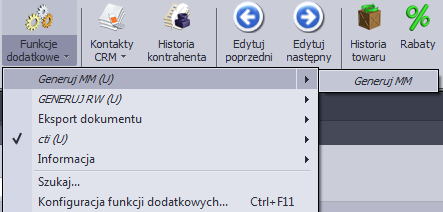 Funkcje dodatkowe
Kontakty CRM
Historia kontrahenta
Edytuj poprzedni
Edytuj następny
Historia towaru
Rabaty
Generuj MM (U)
Generuj MM
GENERUJ RW (U)
Eksport dokumentu
cti (U)
Informacja
Szukaj...
Konfiguracja funkcji dodatkowych... Ctrl+F11